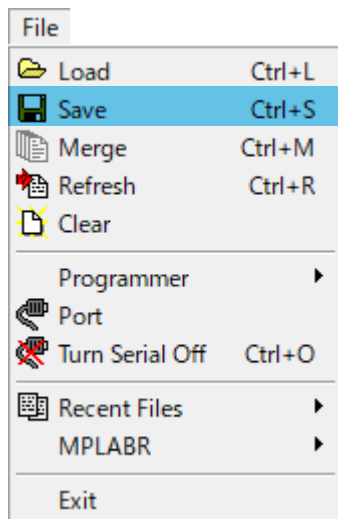 File
Load Ctrl+L
Save Ctrl+S
Merge Ctrl+M
Refresh Ctrl+R
Clear
Programmer
Port
Turn Serial Off Ctrl+O
Recent Files
MPLABR
Exit